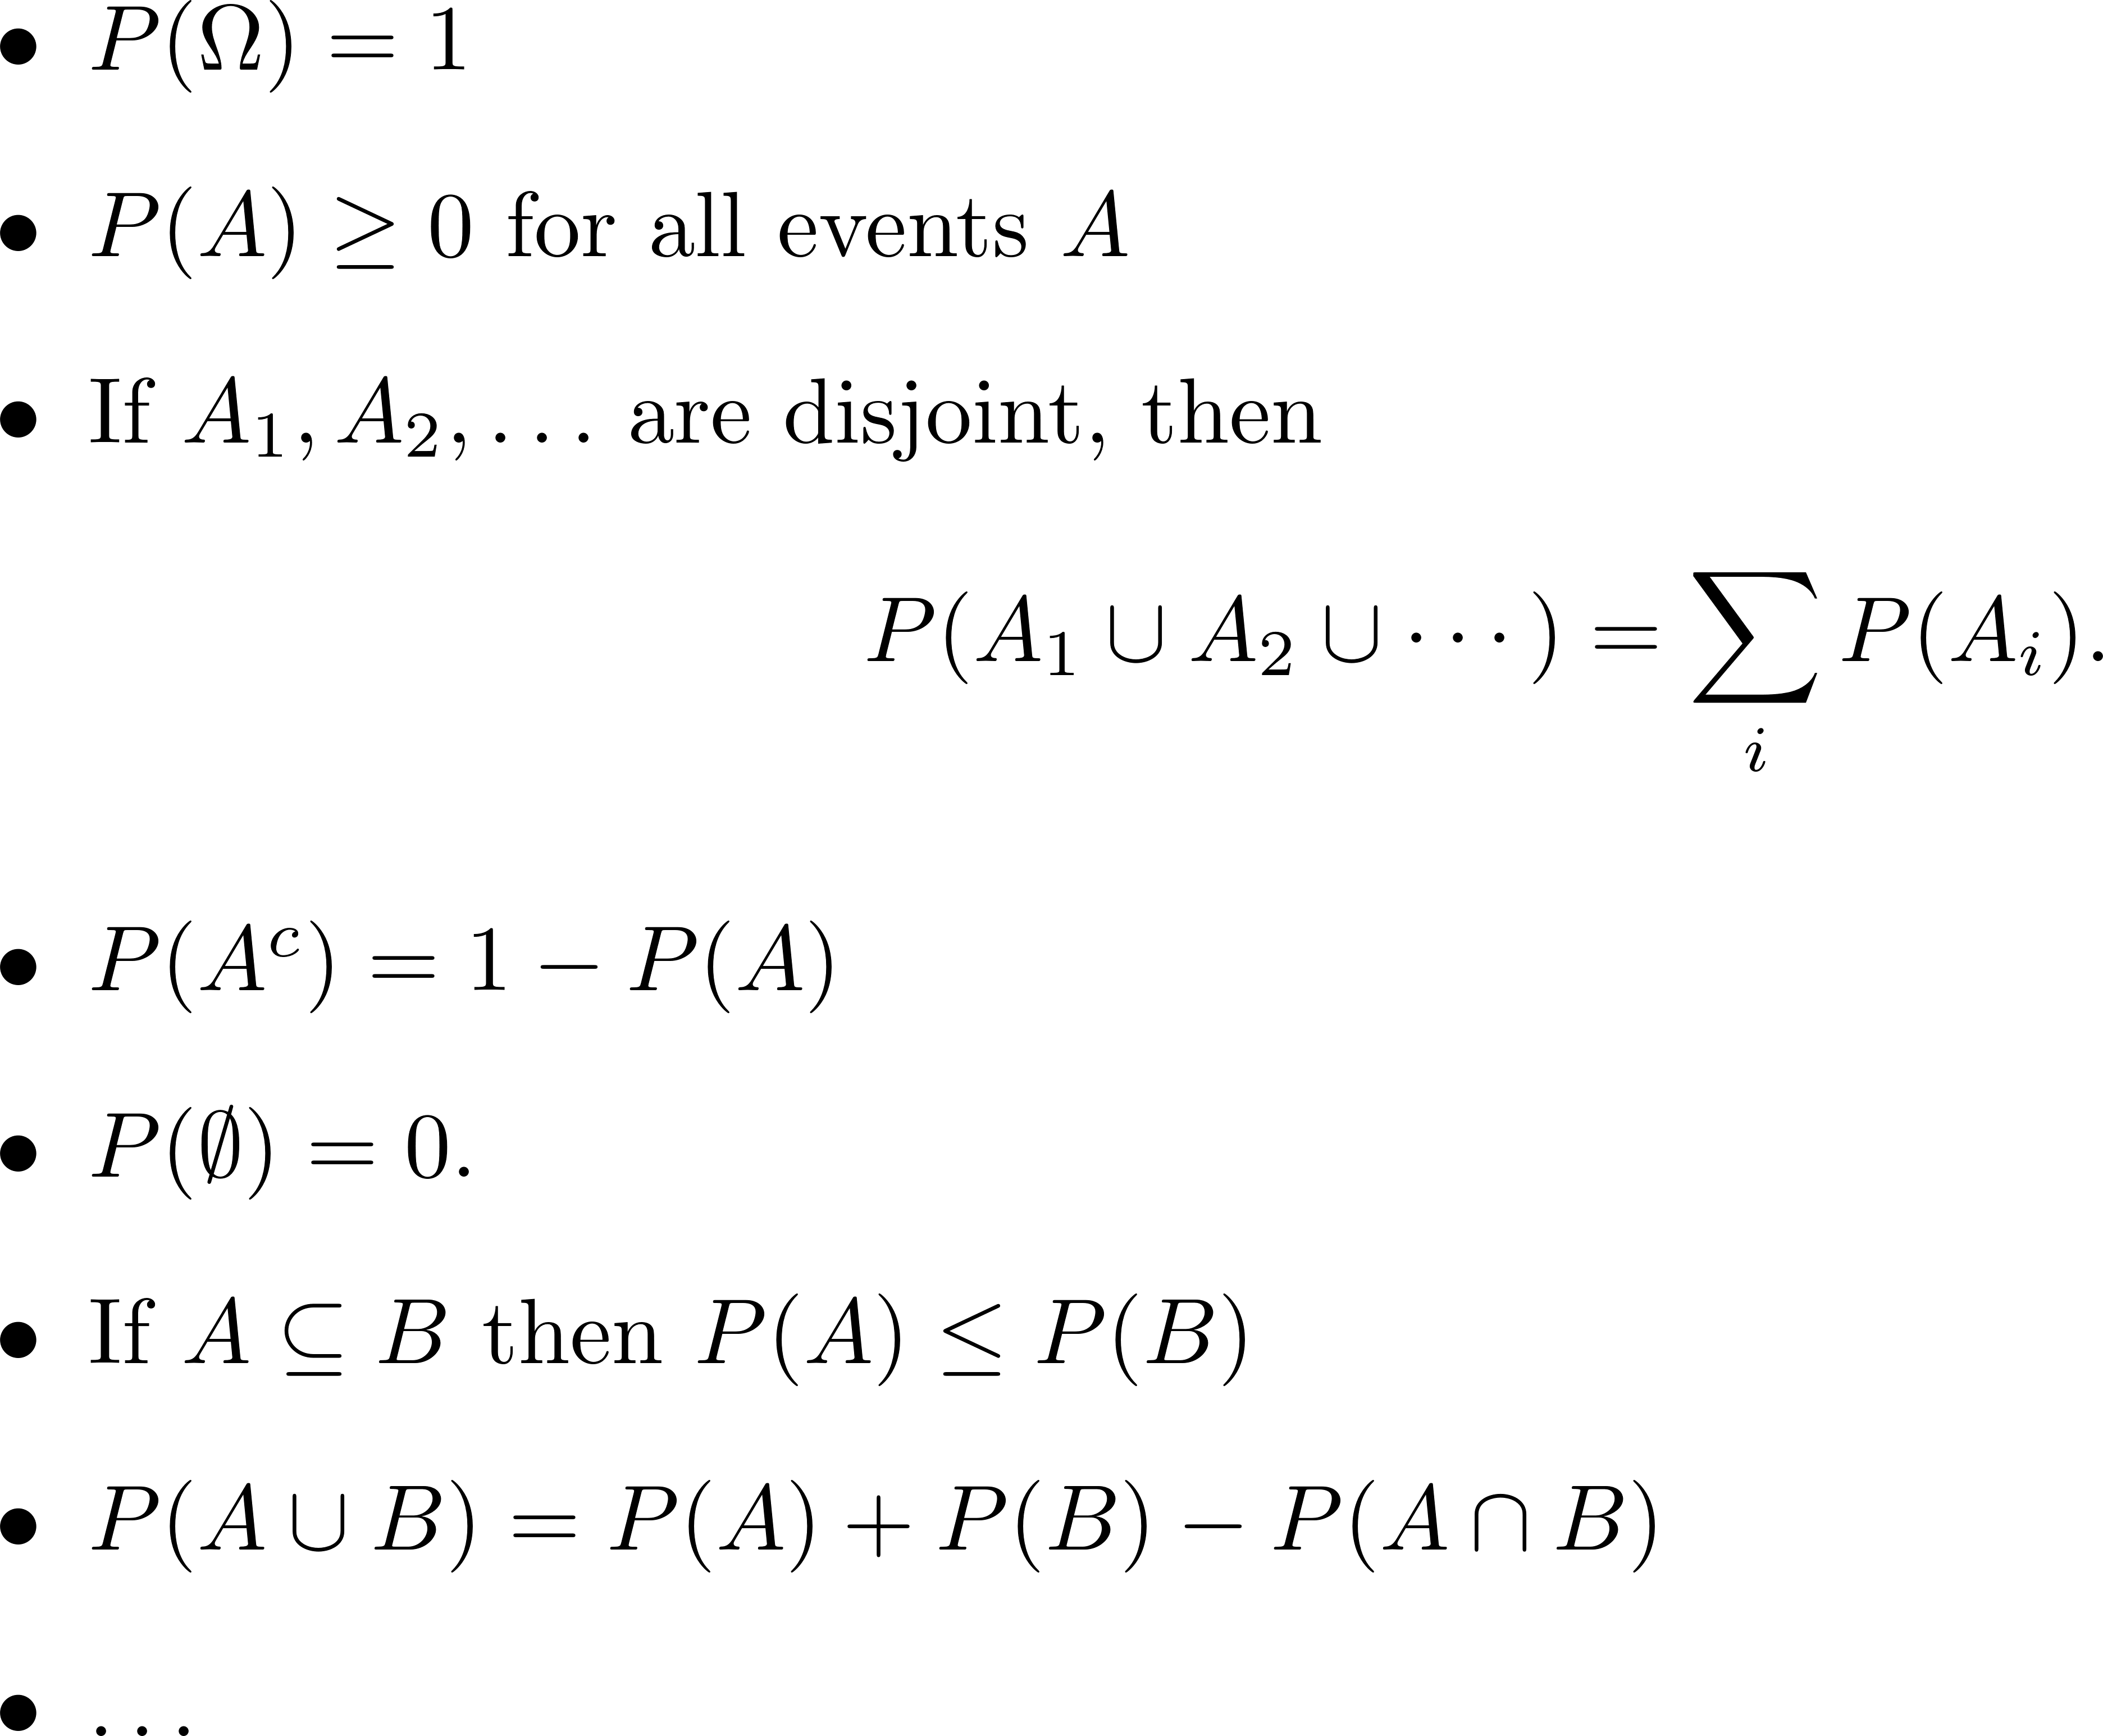 • P(Ω) = 1
• P(A) ≥ 0 for all events A
• If A₁, A₂, . . . are disjoint, then
P(A₁ ∪ A₂ ∪ · · · ) = ∑ᵢ P(Aᵢ).
• P(Aᶜ) = 1 − P(A)
• P(∅) = 0.
• If A ⊆ B then P(A) ≤ P(B)
• P(A ∪ B) = P(A) + P(B) − P(A ∩ B)
• . . .